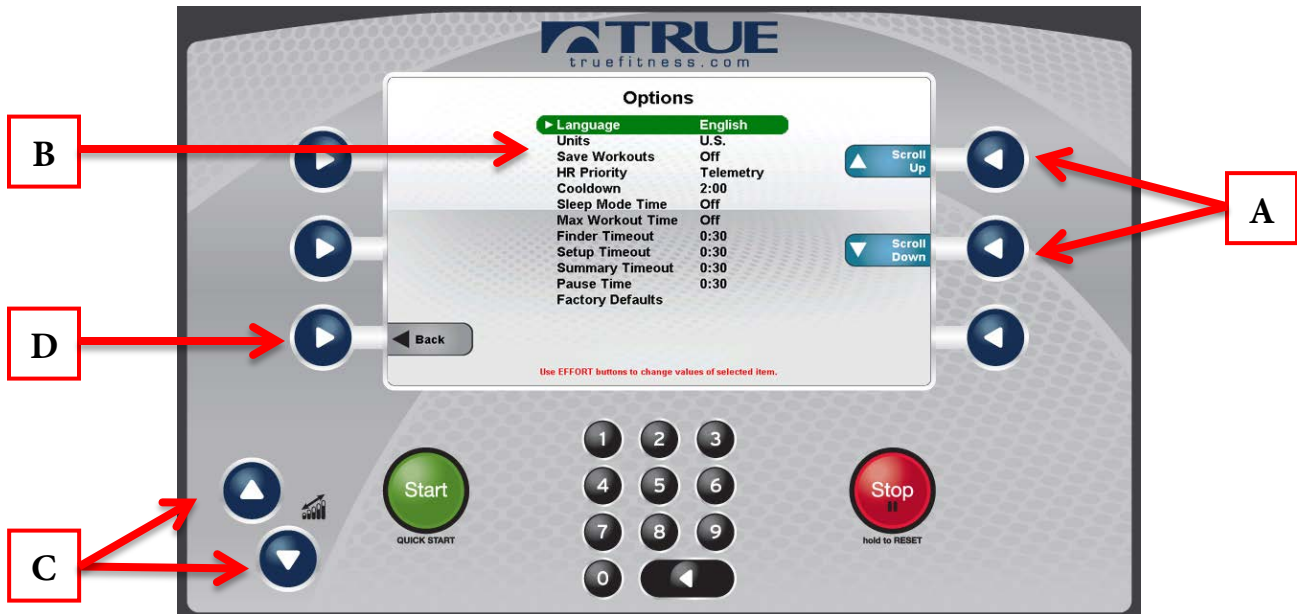 TRUE
truefitness.com
Options
Language English
Units U.S.
Save Workouts Off
HR Priority Telemetry
Cooldown 2:00
Sleep Mode Time Off
Max Workout Time Off
Finder Timeout 0:30
Setup Timeout 0:30
Summary Timeout 0:30
Pause Time 0:30
Factory Defaults
Scroll
Up
Scroll
Down
Back
Use EFFORT buttons to change values of selected item.
B
A
D
C
Start
QUICK START
1 2 3
4 5 6
7 8 9
0
Stop
hold to RESET